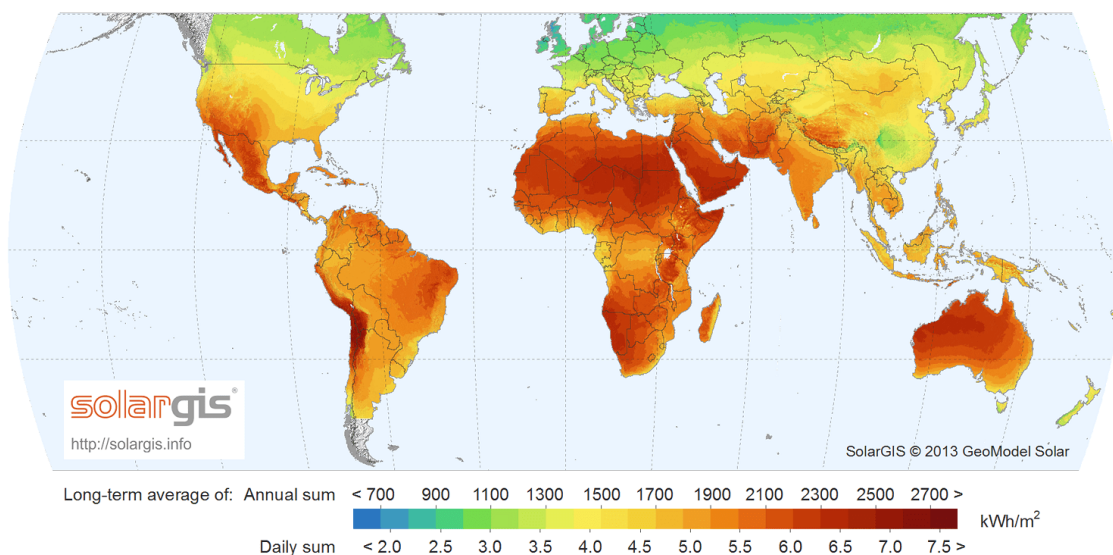 solargis®
http://solargis.info
SolarGIS © 2013 GeoModel Solar
Long-term average of: Annual sum < 700 900 1100 1300 1500 1700 1900 2100 2300 2500 2700 > kWh/m²
Daily sum < 2.0 2.5 3.0 3.5 4.0 4.5 5.0 5.5 6.0 6.5 7.0 7.5 >